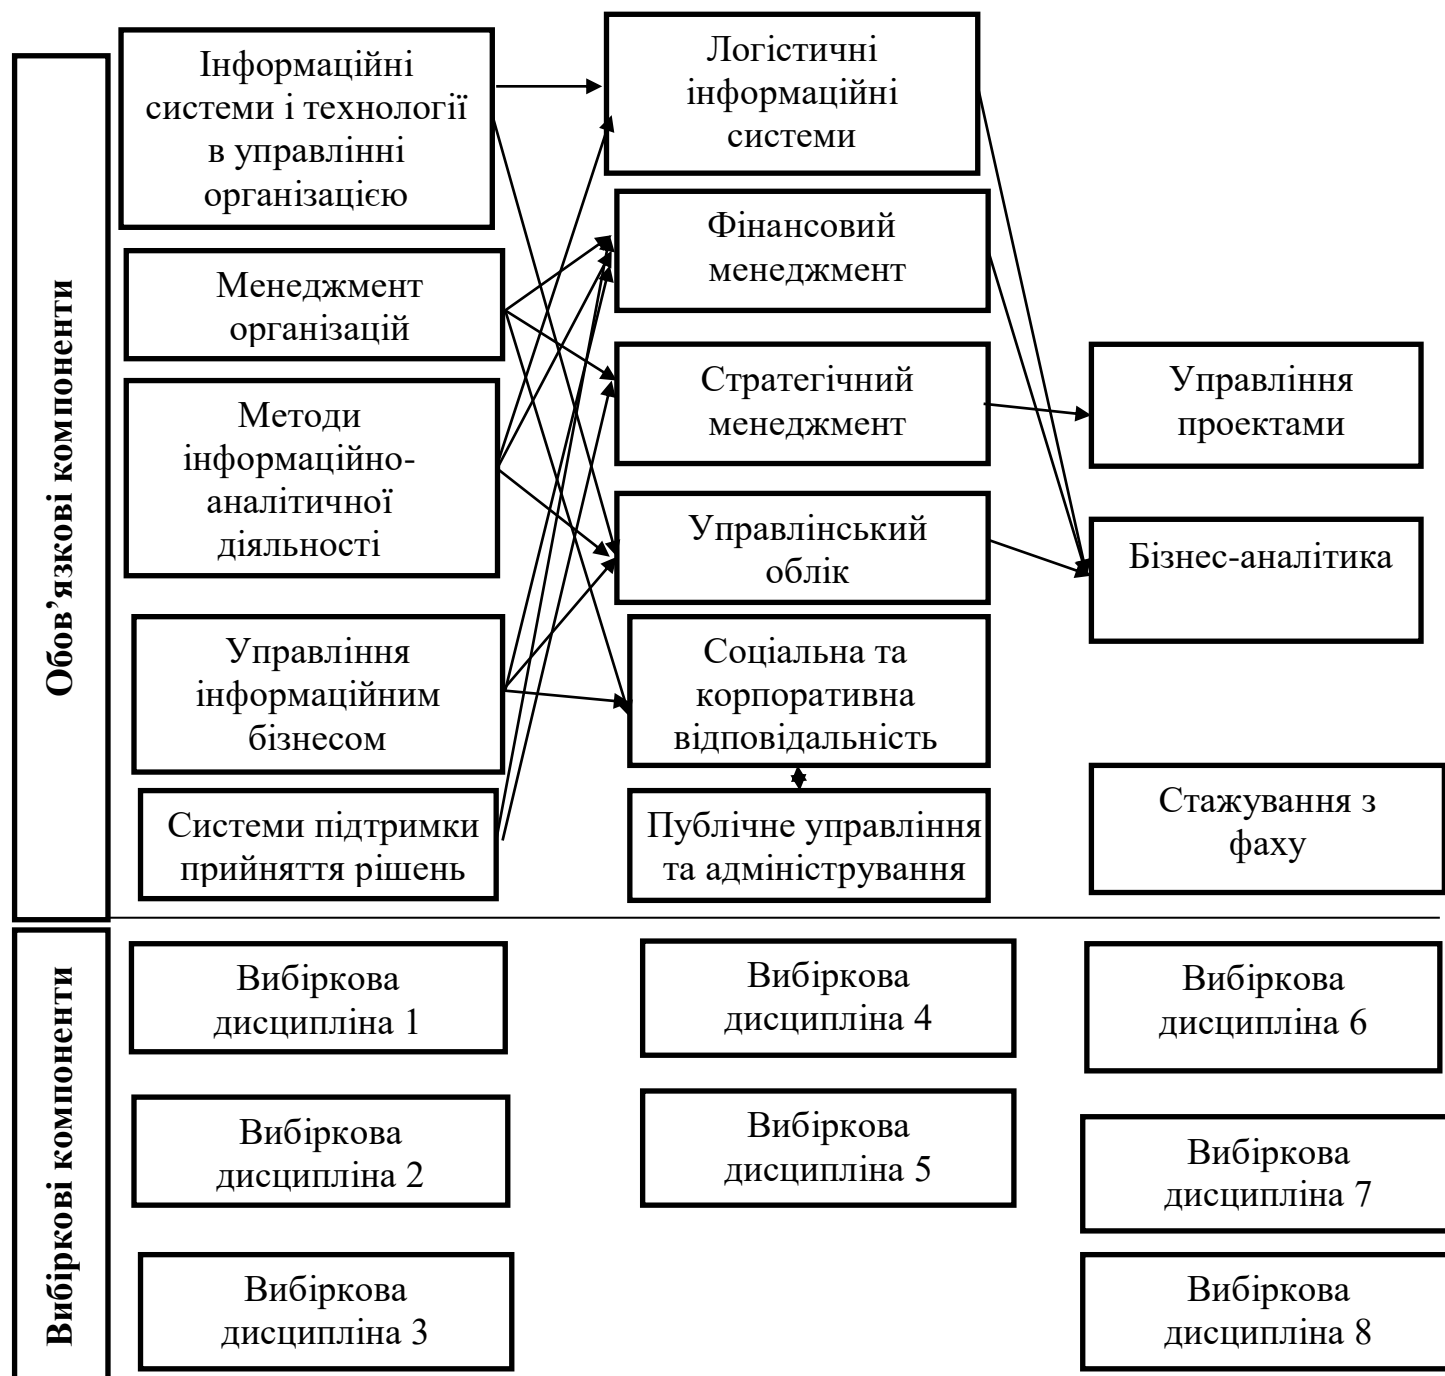 Обов’язкові компоненти
Інформаційні
системи і технології
в управлінні
організацією
Менеджмент
організацій
Методи
інформаційно-
аналітичної
діяльності
Управління
інформаційним
бізнесом
Системи підтримки
прийняття рішень
Логістичні
інформаційні
системи
Фінансовий
менеджмент
Стратегічний
менеджмент
Управлінський
облік
Соціальна та
корпоративна
відповідальність
Публічне управління
та адміністрування
Управління
проектами
Бізнес-аналітика
Стажування з
фаху
Вибіркові компоненти
Вибіркова
дисципліна 1
Вибіркова
дисципліна 2
Вибіркова
дисципліна 3
Вибіркова
дисципліна 4
Вибіркова
дисципліна 5
Вибіркова
дисципліна 6
Вибіркова
дисципліна 7
Вибіркова
дисципліна 8